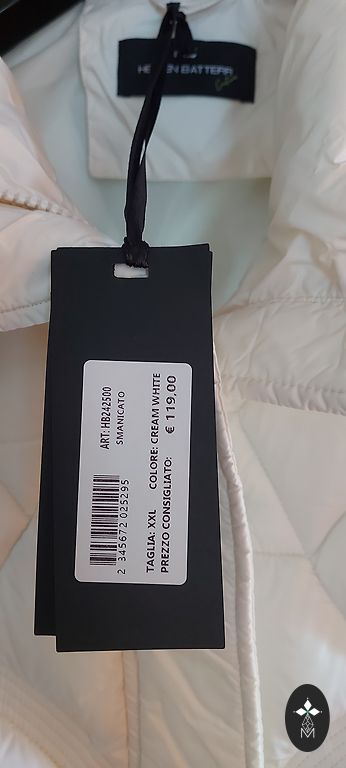 ART: HB242500
SMANICATO
2 345672 025295
TAGLIA: XXL COLORE: CREAM WHITE
PREZZO CONSIGLIATO: € 119,00